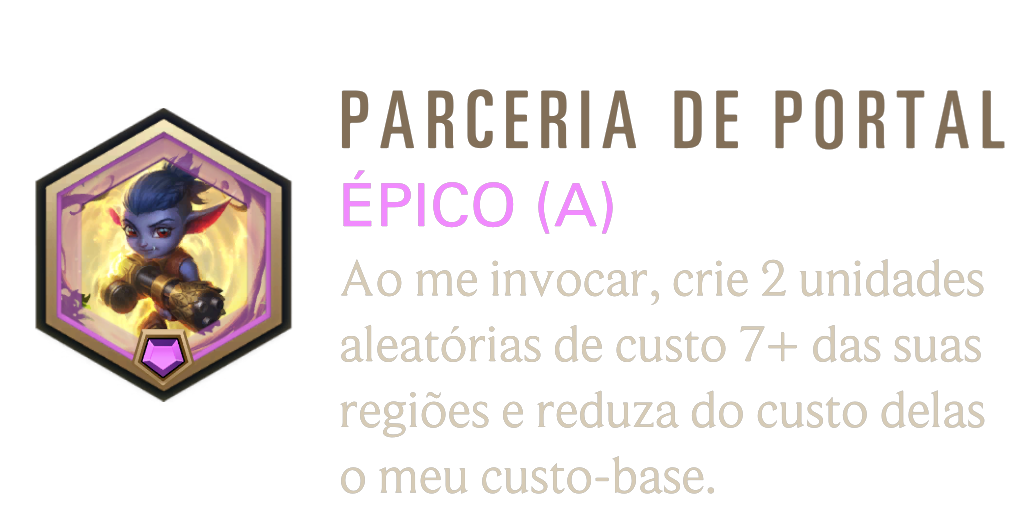 PARCERIA DE PORTAL
ÉPICO (A)
Ao me invocar, crie 2 unidades
aleatórias de custo 7+ das suas
regiões e reduza do custo delas
o meu custo-base.